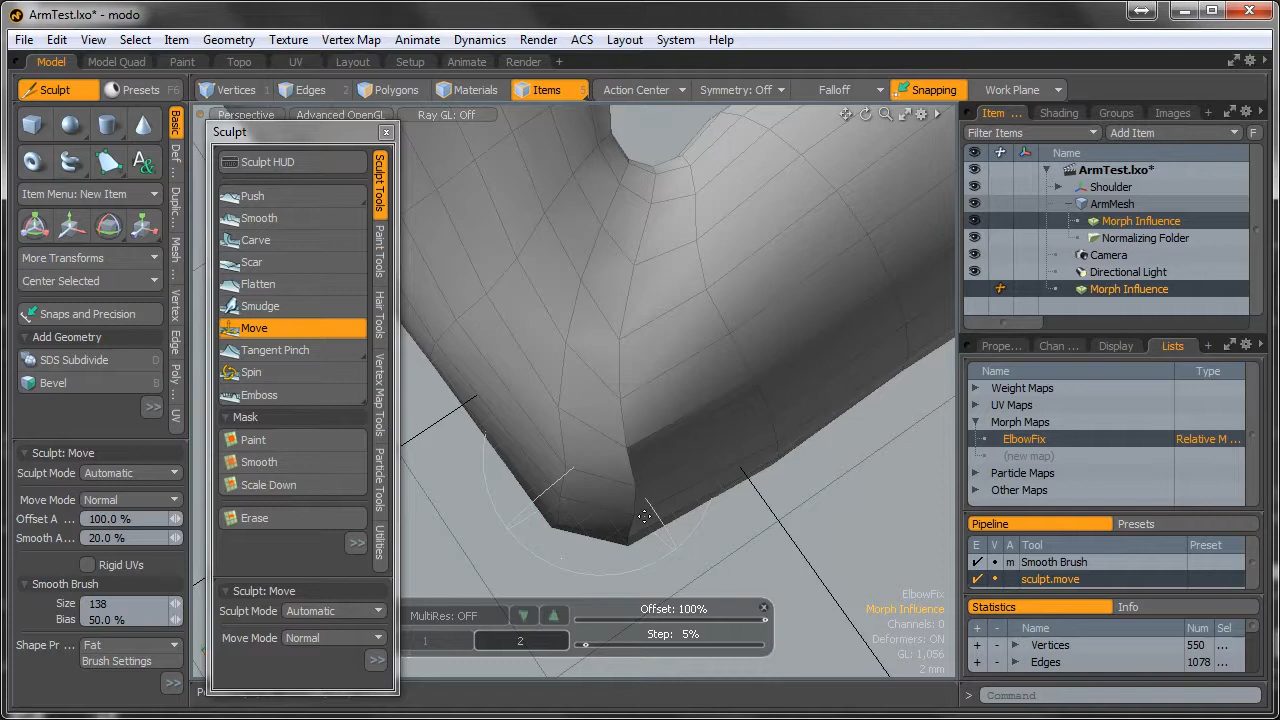 ArmTest.lxo* - modo
File Edit View Select Item Geometry Texture Vertex Map Animate Dynamics Render ACS Layout System Help
Model Model Quad Paint Topo UV Layout Setup Animate Render +
Sculpt Presets F6 Vertices 1 Edges 2 Polygons Materials Items 5 Action Center Symmetry: Off Falloff Snapping Work Plane
Perspective Advanced OpenGL Ray GL: Off
Item ... Shading Groups Images +
Filter Items Add Item F
Name
ArmTest.lxo*
Shoulder
ArmMesh
Morph Influence
Normalizing Folder
Camera
Directional Light
Morph Influence
Basic
Def ...
Duplic...
Mesh ...
Vertex
Edge
Poly...
UV
Item Menu: New Item
More Transforms
Center Selected
Snaps and Precision
Add Geometry
SDS Subdivide D
Bevel B
>>
Sculpt: Move
Sculpt Mode Automatic
Move Mode Normal
Offset A ... 100.0 %
Smooth A... 20.0 %
Rigid UVs
Smooth Brush
Size 138
Bias 50.0 %
Shape Pr ... Fat
Brush Settings
>>
Sculpt
Sculpt HUD
Push
Smooth
Carve
Scar
Flatten
Smudge
Move
Tangent Pinch
Spin
Emboss
Mask
Paint
Smooth
Scale Down
Erase
>>
Sculpt: Move
Sculpt Mode Automatic
Move Mode Normal
>>
Sculpt Tools
Paint Tools
Hair Tools
Vertex Map Tools
Particle Tools
Utilities
MultiRes: OFF
1 2
Offset: 100%
Step: 5%
ElbowFix
Morph Influence
Channels: 0
Deformers: ON
GL: 1,056
2 mm
Prope... Chan ... Display Lists +
Name Type
Weight Maps
UV Maps
Morph Maps
ElbowFix Relative M ...
(new map)
Particle Maps
Other Maps
Pipeline Presets
E V A Tool Preset
m Smooth Brush
sculpt.move
Statistics Info
+ - Name Num Sel
+ - Vertices 550 ...
+ - Edges 1078 ...
> Command